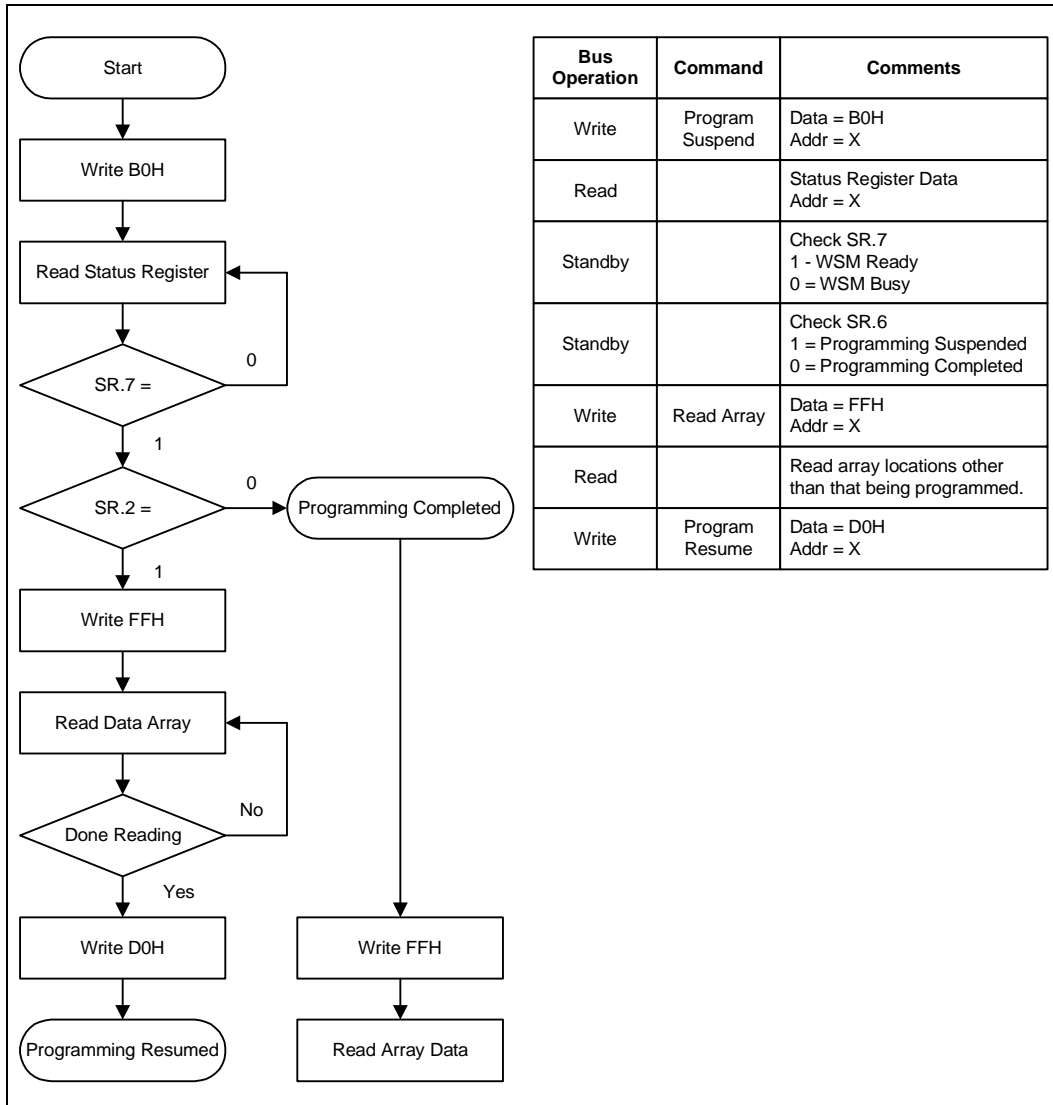 Start
Write B0H
Read Status Register
0
SR.7 =
1
0
SR.2 =
Programming Completed
1
Write FFH
Read Data Array
No
Done Reading
Yes
Write D0H
Write FFH
Programming Resumed
Read Array Data
Bus
Operation
Command
Comments
Write
Program
Suspend
Data = B0H
Addr = X
Read
Status Register Data
Addr = X
Standby
Check SR.7
1 - WSM Ready
0 = WSM Busy
Standby
Check SR.6
1 = Programming Suspended
0 = Programming Completed
Write
Read Array
Data = FFH
Addr = X
Read
Read array locations other
than that being programmed.
Write
Program
Resume
Data = D0H
Addr = X